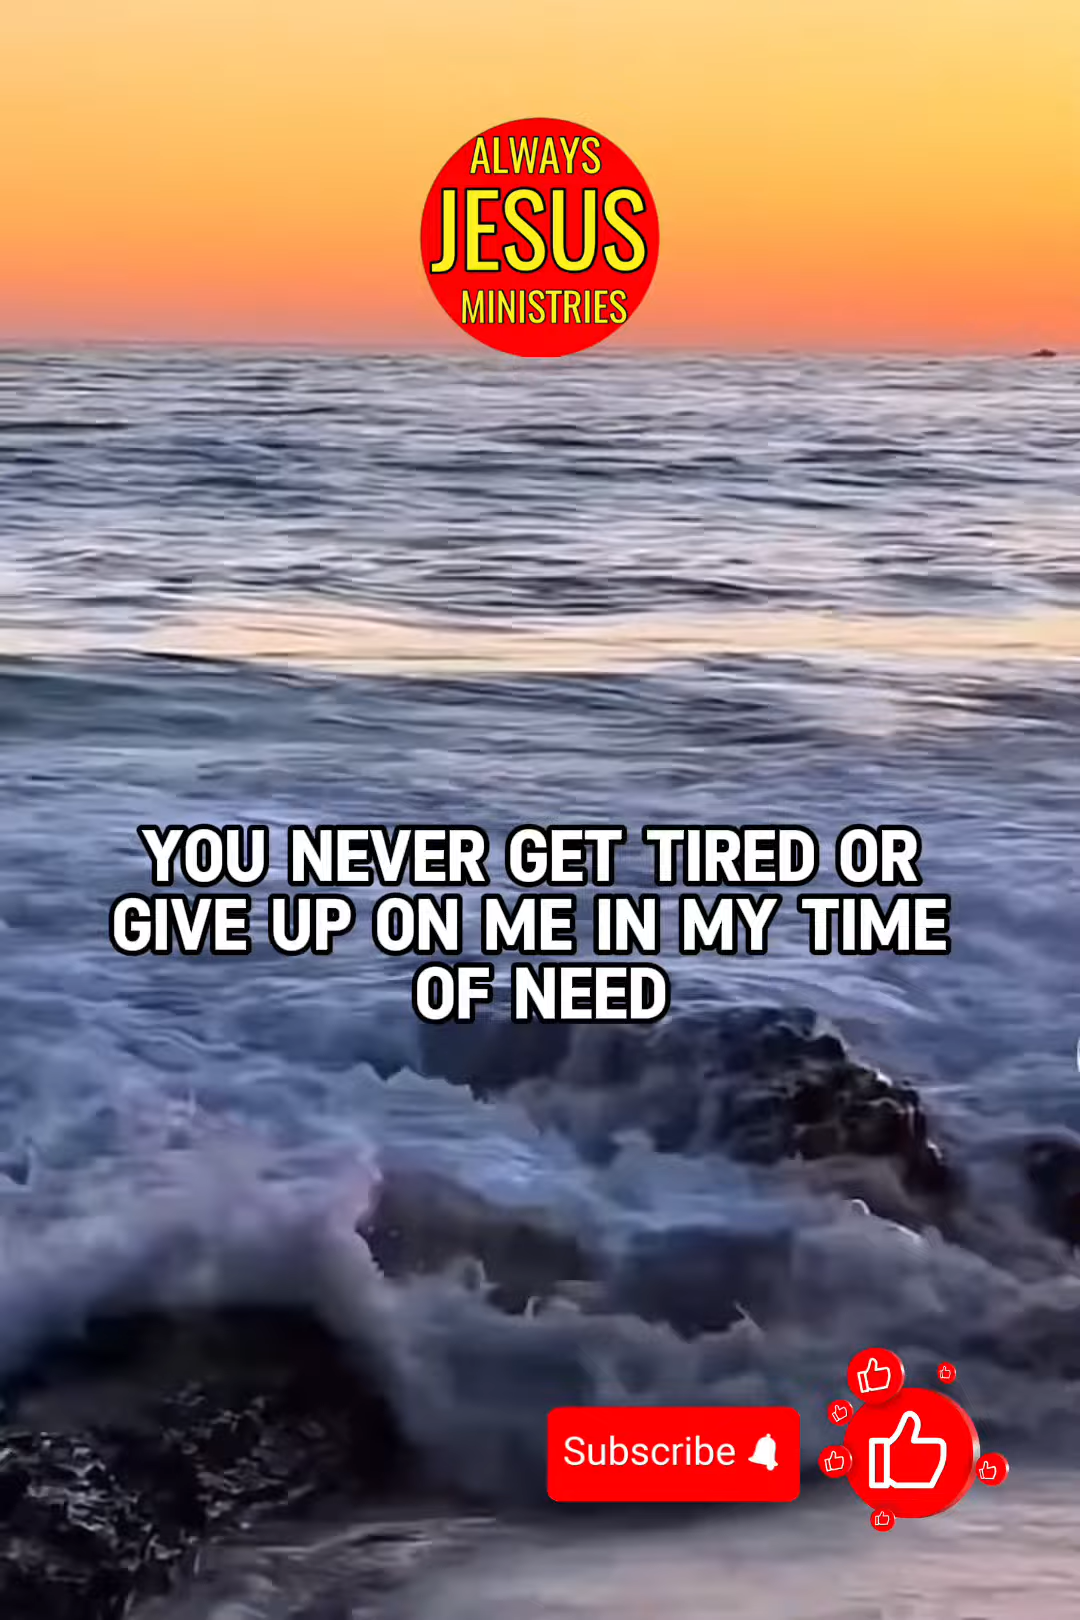 ALWAYS
JESUS
MINISTRIES
YOU NEVER GET TIRED OR
GIVE UP ON ME IN MY TIME
OF NEED
Subscribe